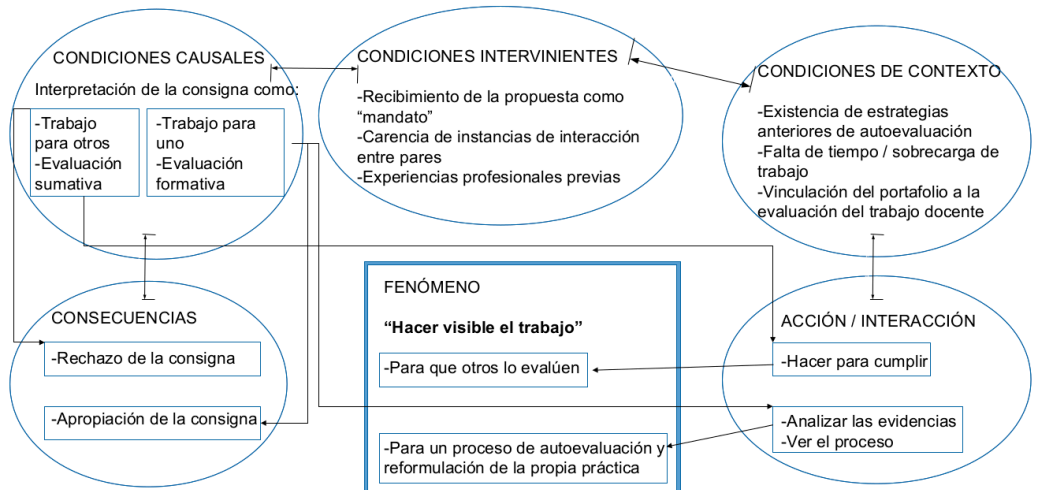 CONDICIONES CAUSALES
Interpretación de la consigna como:
-Trabajo
para otros
-Evaluación
sumativa
-Trabajo para
uno
-Evaluación
formativa
CONDICIONES INTERVINIENTES
-Recibimiento de la propuesta como
“mandato”
-Carencia de instancias de interacción
entre pares
-Experiencias profesionales previas
CONDICIONES DE CONTEXTO
-Existencia de estrategias
anteriores de autoevaluación
-Falta de tiempo / sobrecarga de
trabajo
-Vinculación del portafolio a la
evaluación del trabajo docente
CONSECUENCIAS
-Rechazo de la consigna
-Apropiación de la consigna
FENÓMENO
“Hacer visible el trabajo”
-Para que otros lo evalúen
-Para un proceso de autoevaluación y
reformulación de la propia práctica
ACCIÓN / INTERACCIÓN
-Hacer para cumplir
-Analizar las evidencias
-Ver el proceso